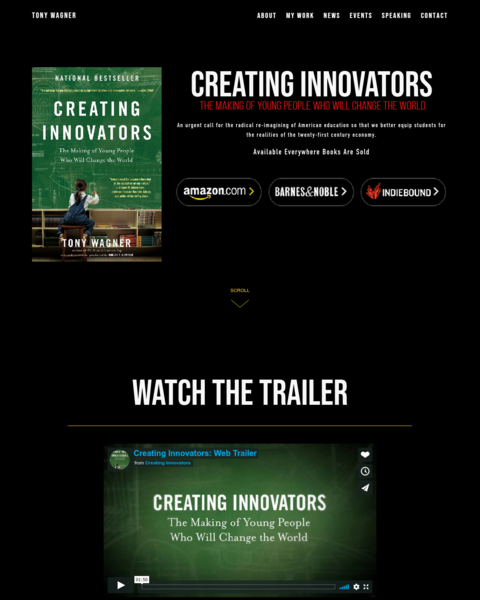 TONY WAGNER
ABOUT MY WORK NEWS EVENTS SPEAKING CONTACT
NATIONAL BESTSELLER
CREATING
INNOVATORS
The Making of Young People
Who Will Change the World
TONY WAGNER
CREATING INNOVATORS
THE MAKING OF YOUNG PEOPLE WHO WILL CHANGE THE WORLD
An urgent call for the radical re-imagining of American education so that we better equip students for
the realities of the twenty-first century economy.
Available Everywhere Books Are Sold
amazon.com
BARNES&NOBLE
INDIEBOUND
SCROLL
WATCH THE TRAILER
Creating Innovators: Web Trailer
from Creating Innovators
CREATING INNOVATORS
The Making of Young People
Who Will Change the World
01:50